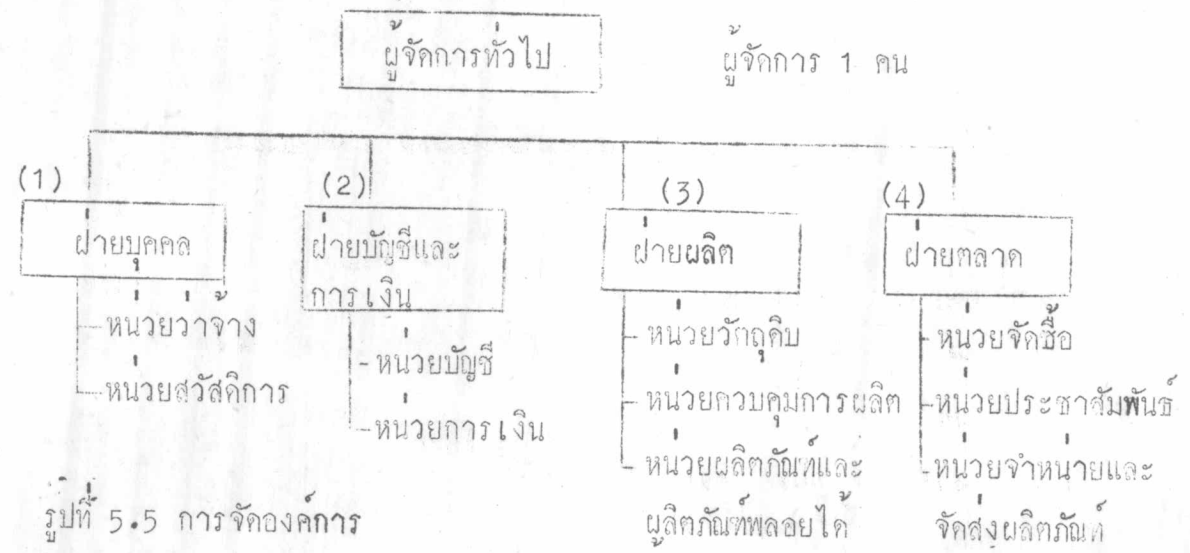 ผู้จัดการทั่วไป
ผู้จัดการ 1 คน
(1)
ฝ่ายบุคคล
หน่วยว่าจ้าง
หน่วยสวัสดิการ
(2)
ฝ่ายบัญชีและ
การเงิน
หน่วยบัญชี
หน่วยการเงิน
(3)
ฝ่ายผลิต
หน่วยวัตถุดิบ
หน่วยควบคุมการผลิต
หน่วยผลิตภัณฑ์และ
ผลิตภัณฑ์พลอยได้
(4)
ฝ่ายตลาด
หน่วยจัดซื้อ
หน่วยประชาสัมพันธ์
หน่วยจำหน่ายและ
จัดส่งผลิตภัณฑ์
รูปที่ 5.5 การจัดองค์การ